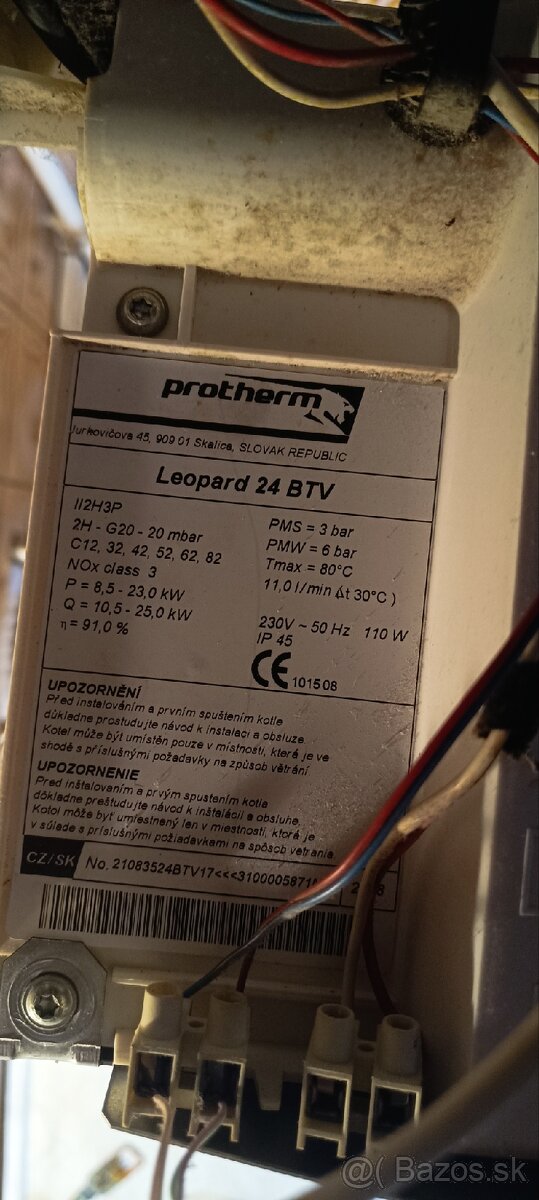 protherm
Jurkovičova 45, 909 01 Skalica, SLOVAK REPUBLIC
Leopard 24 BTV
II2H3P
2H - G20 - 20 mbar
C12, 32, 42, 52, 62, 82
NOx class 3
P = 8,5 - 23,0 kW
Q = 10,5 - 25,0 kW
η = 91,0 %
PMS = 3 bar
PMW = 6 bar
Tmax = 80°C
11,0 l/min Δt 30°C )
230V ~ 50 Hz 110 W
IP 45
CE 101508
UPOZORNĚNÍ
Před instalováním a prvním spuštěním kotle
důkladne prostudujte návod k instalaci a obsluze.
Kotel může být umístěn pouze v místnosti, která je ve
shodě s příslušnými požadavky na způsob větrání
UPOZORNENIE
Pred inštalovaním a prvým spustením kotle
dôkladne preštudujte návod k inštalácii a obsluhe.
Kotol môže byť umiestnený len v miestnosti, ktorá je
v súlade s príslušnými požiadavkami na spôsob vetrania
CZ/SK No. 21083524BTV17<<<3100005871
@( Bazos.sk